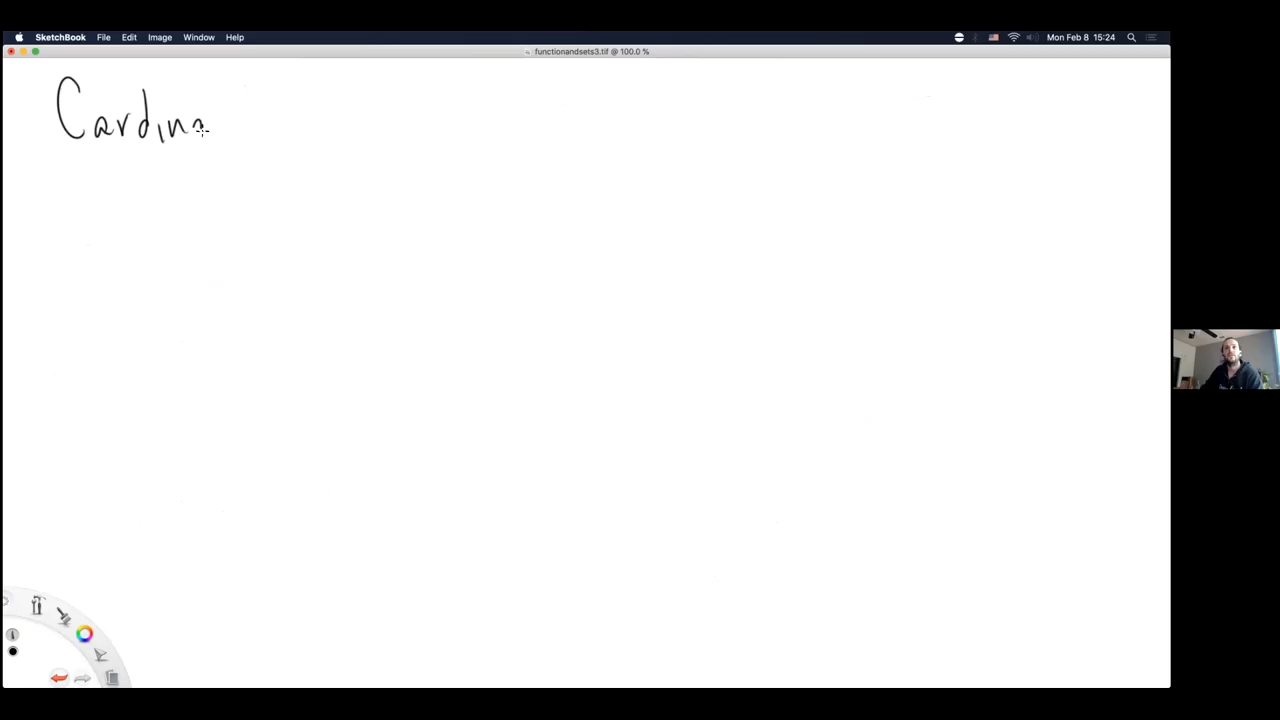 SketchBook File Edit Image Window Help Mon Feb 8 15:24
functionandsets3.tif @ 100.0 %
Cardina